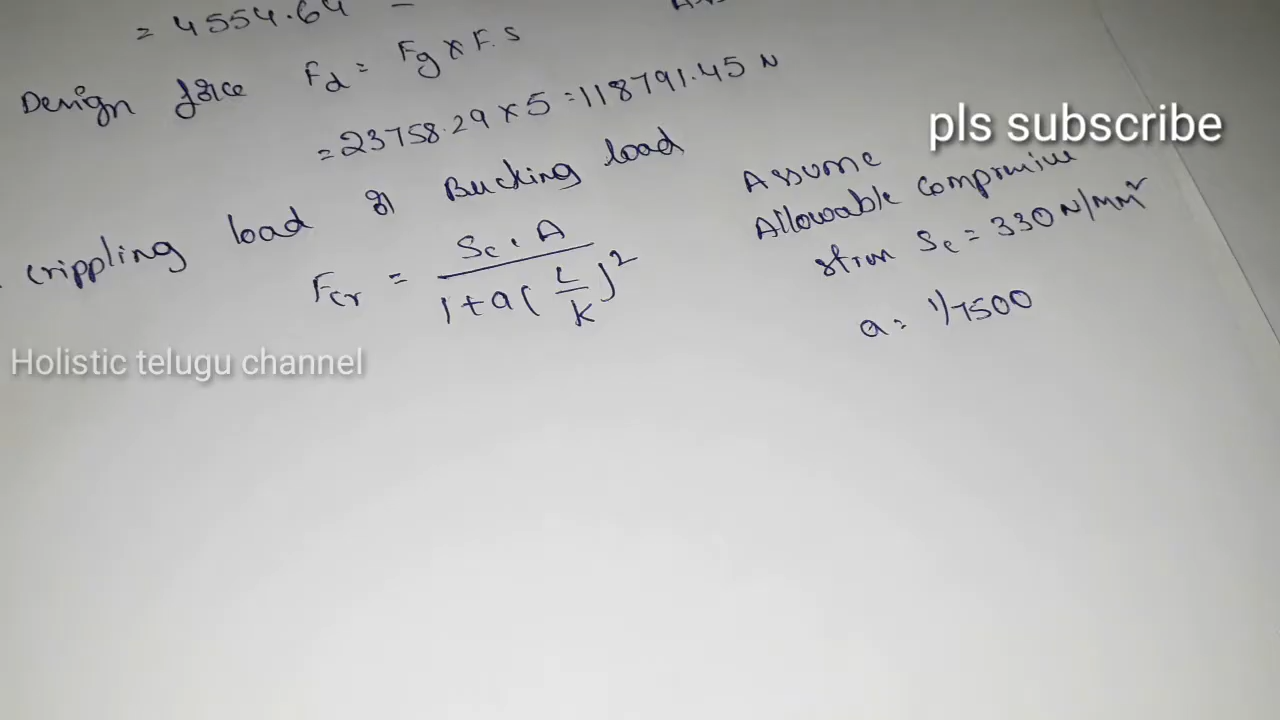 = 4554.64
Design force Fd = Fg x F.S
= 23758.29 x 5 = 118791.45 N
pls subscribe
crippling load or Bucking load
Fcr = Sc . A / 1+a(L/k)²
Assume
Allowable compressive
stress Sc = 330 N/MM²
a = 1/7500
Holistic telugu channel